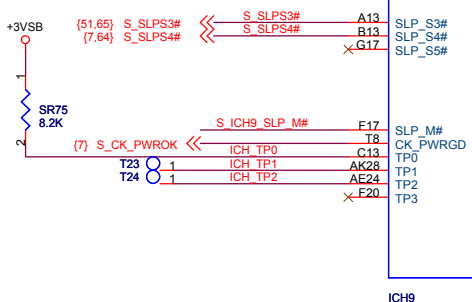 +3VSB
{51,65} S_SLPS3# S_SLPS3# A13 SLP_S3#
{7,64} S_SLPS4# S_SLPS4# B13 SLP_S4#
G17 SLP_S5#
1
SR75
8.2K
2
S_ICH9_SLP_M# F17 SLP_M#
{7} S_CK_PWROK T8 CK_PWRGD
ICH_TP0 C13 TP0
T23 1 ICH_TP1 AK28 TP1
T24 1 ICH_TP2 AE24 TP2
F20 TP3
ICH9